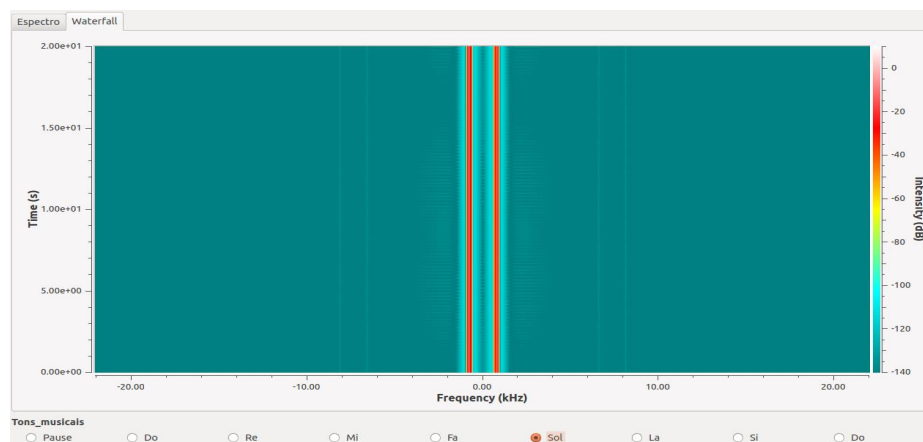 Espectro Waterfall
2.00e+01
1.50e+01
1.00e+01
5.00e+00
0.00e+00
Time (s)
-20.00 -10.00 0.00 10.00 20.00
Frequency (kHz)
0
-20
-40
-60
-80
-100
-120
-140
Intensity (dB)
Tons_musicals
Pause Do Re Mi Fa Sol La Si Do